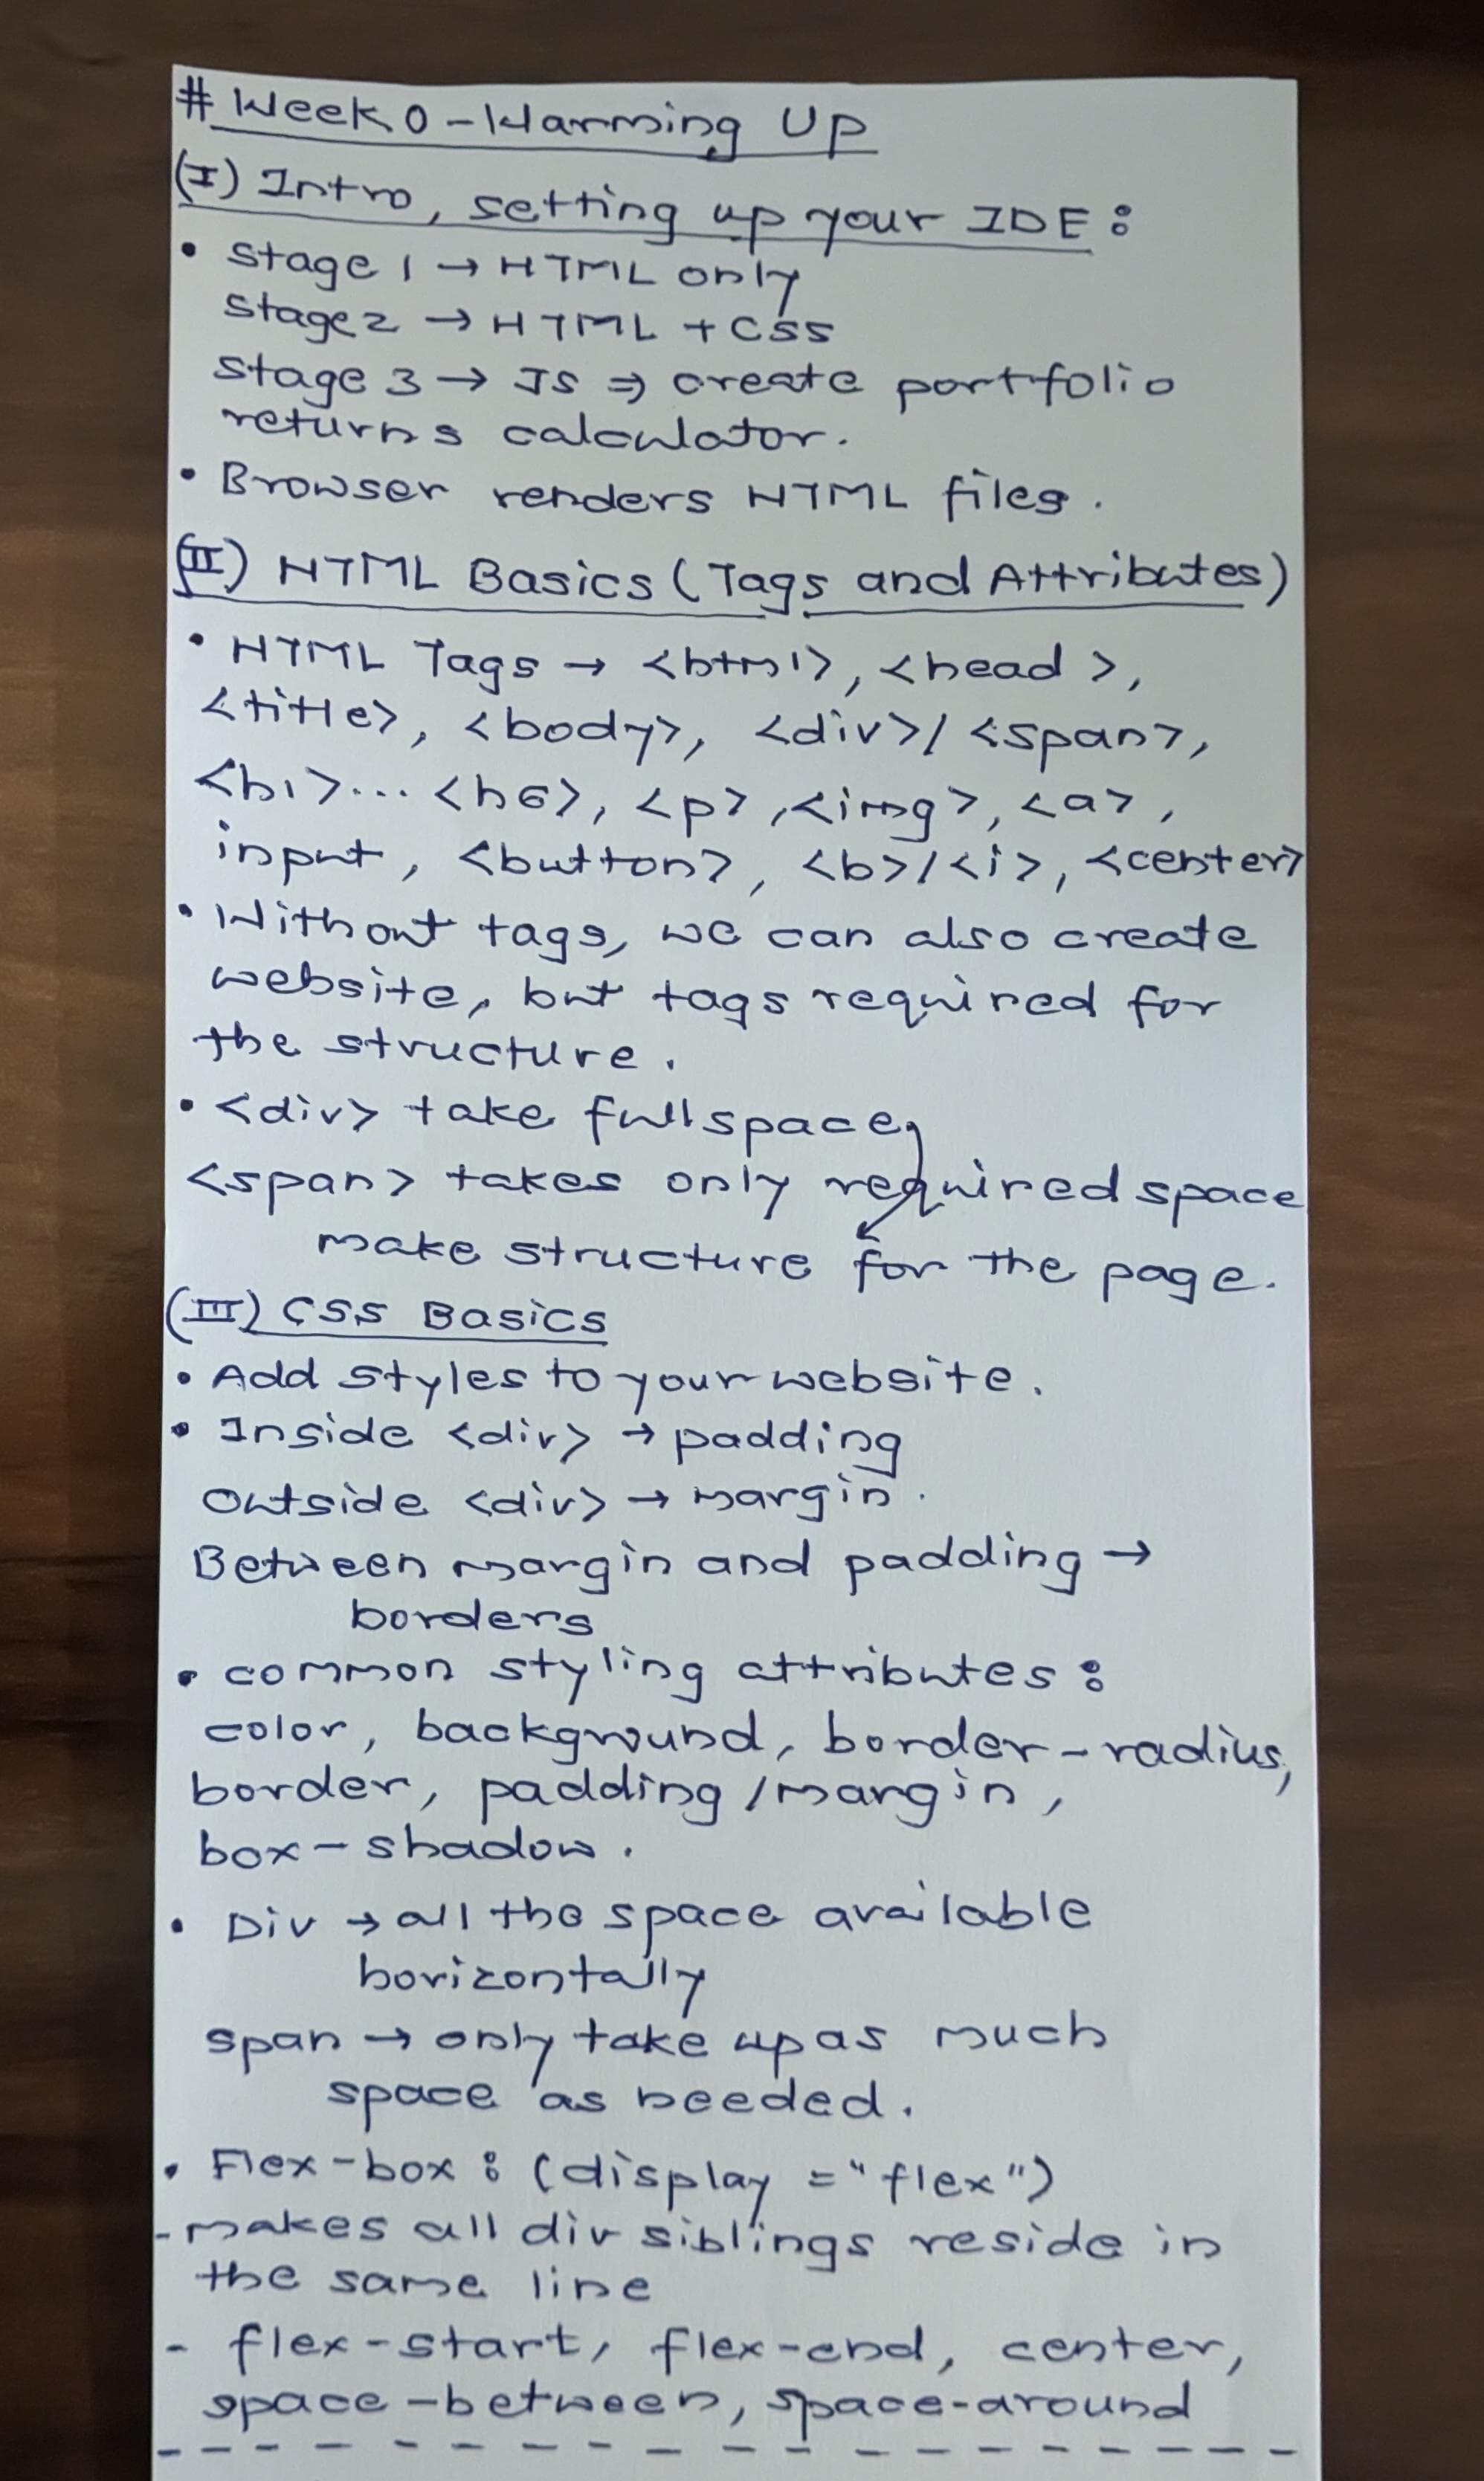 # Week 0 - Warming Up
(I) Intro, setting up your IDE:
• Stage 1 → HTML only
Stage 2 → HTML + CSS
Stage 3 → JS ⇒ create portfolio
returns calculator.
• Browser renders HTML files.
(II) HTML Basics (Tags and Attributes)
• HTML Tags → <html>, <head>,
<title>, <body>, <div>/<span>,
<h1>...<h6>, <p>, <img>, <a>,
input, <button>, <b>/<i>, <center>
• Without tags, we can also create
website, but tags required for
the structure.
• <div> take full space,
<span> takes only required space
make structure for the page.
(III) CSS Basics
• Add styles to your website.
• Inside <div> → padding
Outside <div> → margin.
Between margin and padding →
borders
• common styling attributes:
color, background, border-radius,
border, padding/margin,
box-shadow.
• Div → all the space available
horizontally
span → only take up as much
space as needed.
• Flex-box: (display = "flex")
- makes all div siblings reside in
the same line
- flex-start, flex-end, center,
space-between, space-around